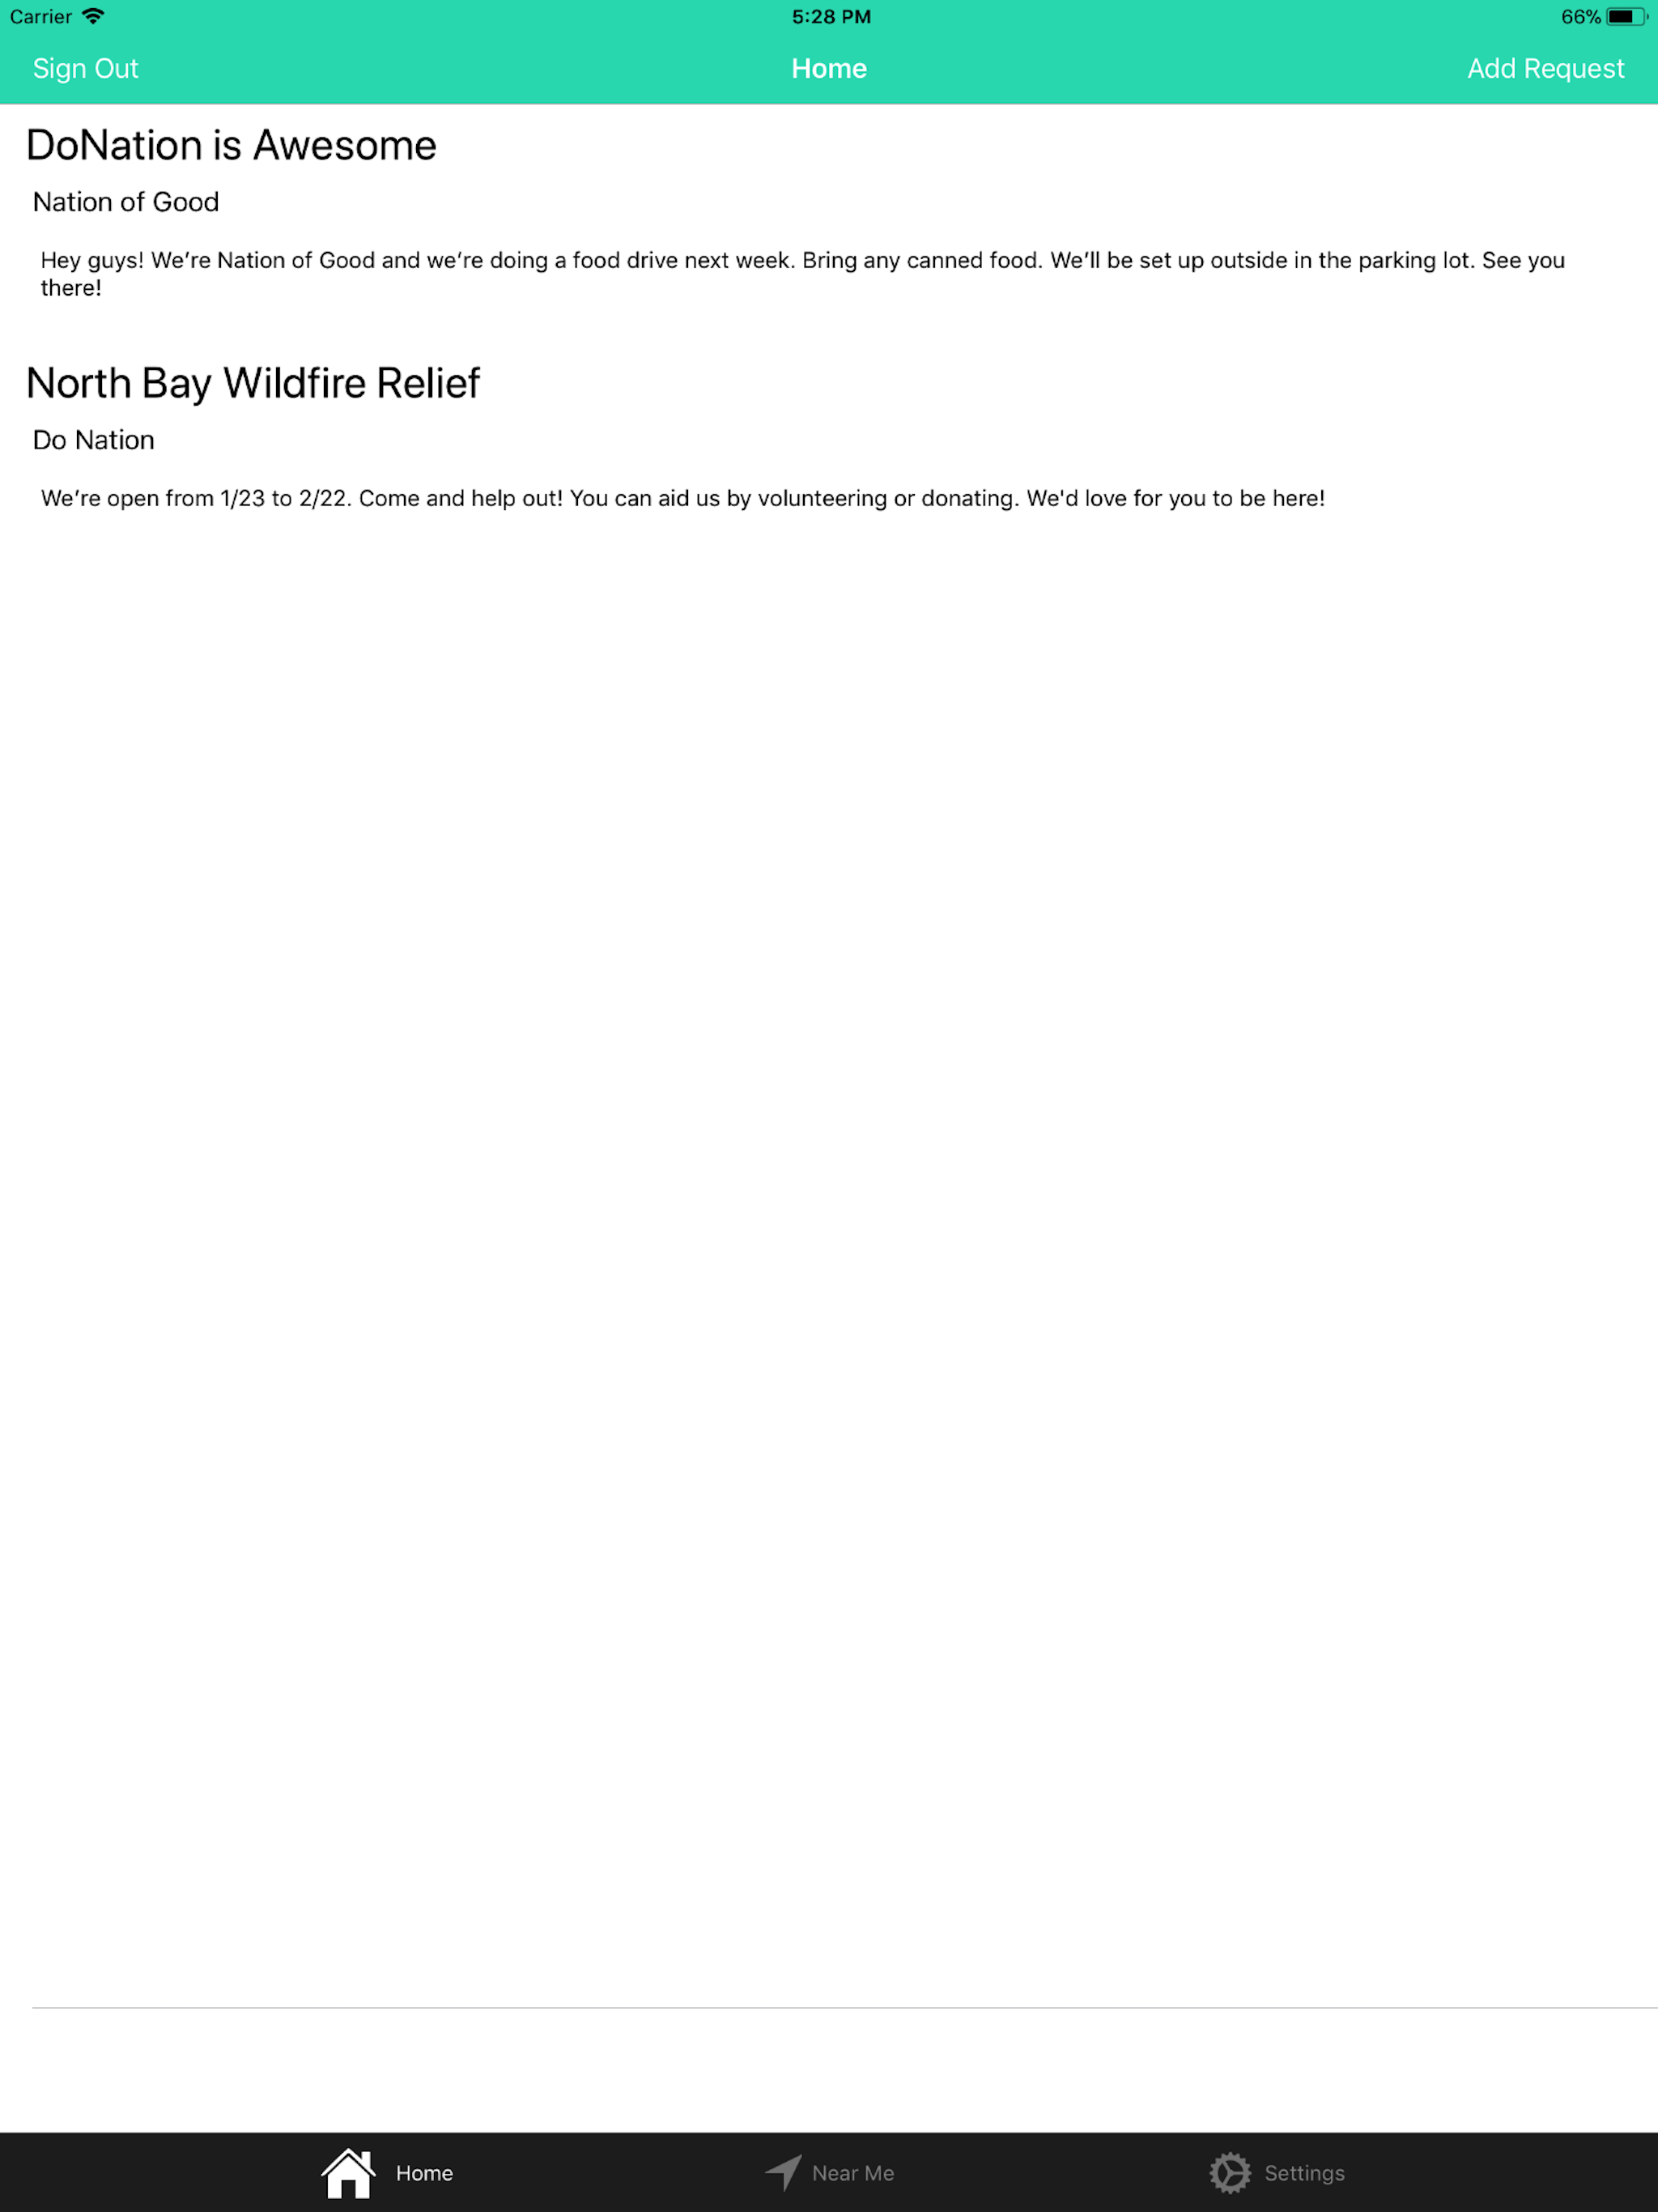 Carrier 5:28 PM 66%
Sign Out Home Add Request
DoNation is Awesome
Nation of Good
Hey guys! We’re Nation of Good and we’re doing a food drive next week. Bring any canned food. We’ll be set up outside in the parking lot. See you
there!
North Bay Wildfire Relief
Do Nation
We’re open from 1/23 to 2/22. Come and help out! You can aid us by volunteering or donating. We'd love for you to be here!
Home Near Me Settings